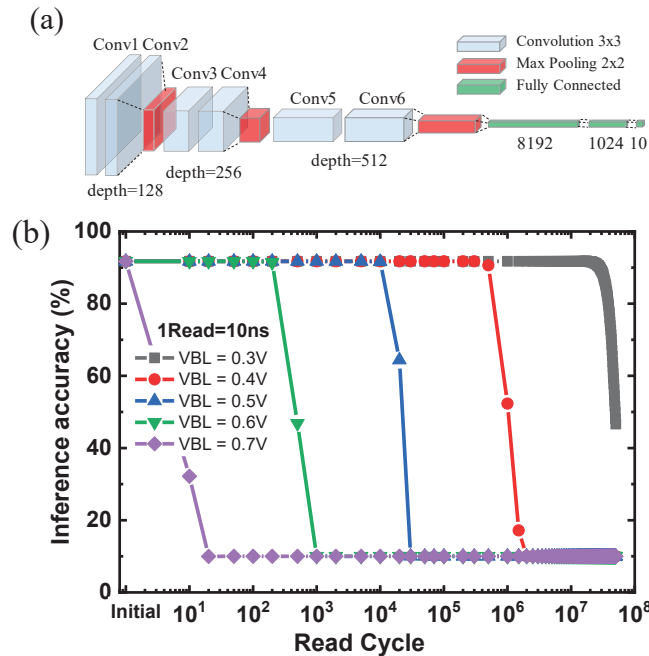 (a)
Conv1
Conv2
Conv3
Conv4
Conv5
Conv6
Convolution 3x3
Max Pooling 2x2
Fully Connected
8192
1024
10
depth=128
depth=256
depth=512
(b)
Inference accuracy (%)
100
80
60
40
20
0
1Read=10ns
VBL = 0.3V
VBL = 0.4V
VBL = 0.5V
VBL = 0.6V
VBL = 0.7V
Initial
10¹
10²
10³
10⁴
10⁵
10⁶
10⁷
10⁸
Read Cycle